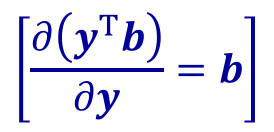 [∂(yᵀb)/∂y = b]